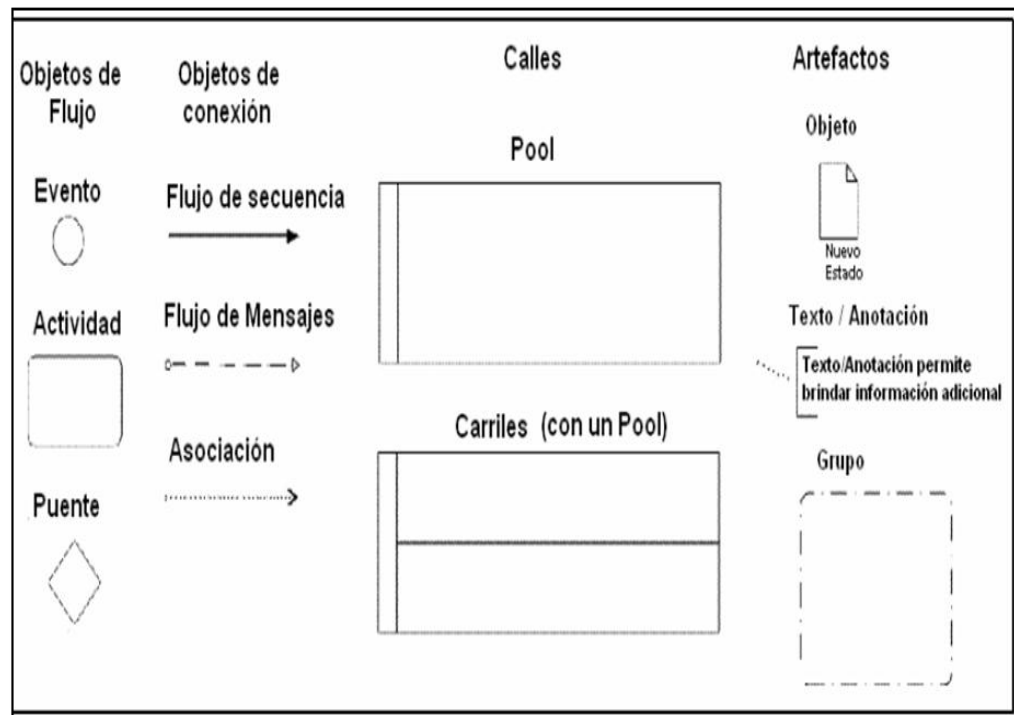 Objetos de
Flujo
Evento
Actividad
Puente
Objetos de
conexión
Flujo de secuencia
Flujo de Mensajes
Asociación
Calles
Pool
Carriles (con un Pool)
Artefactos
Objeto
Nuevo
Estado
Texto / Anotación
Texto/Anotación permite
brindar información adicional
Grupo